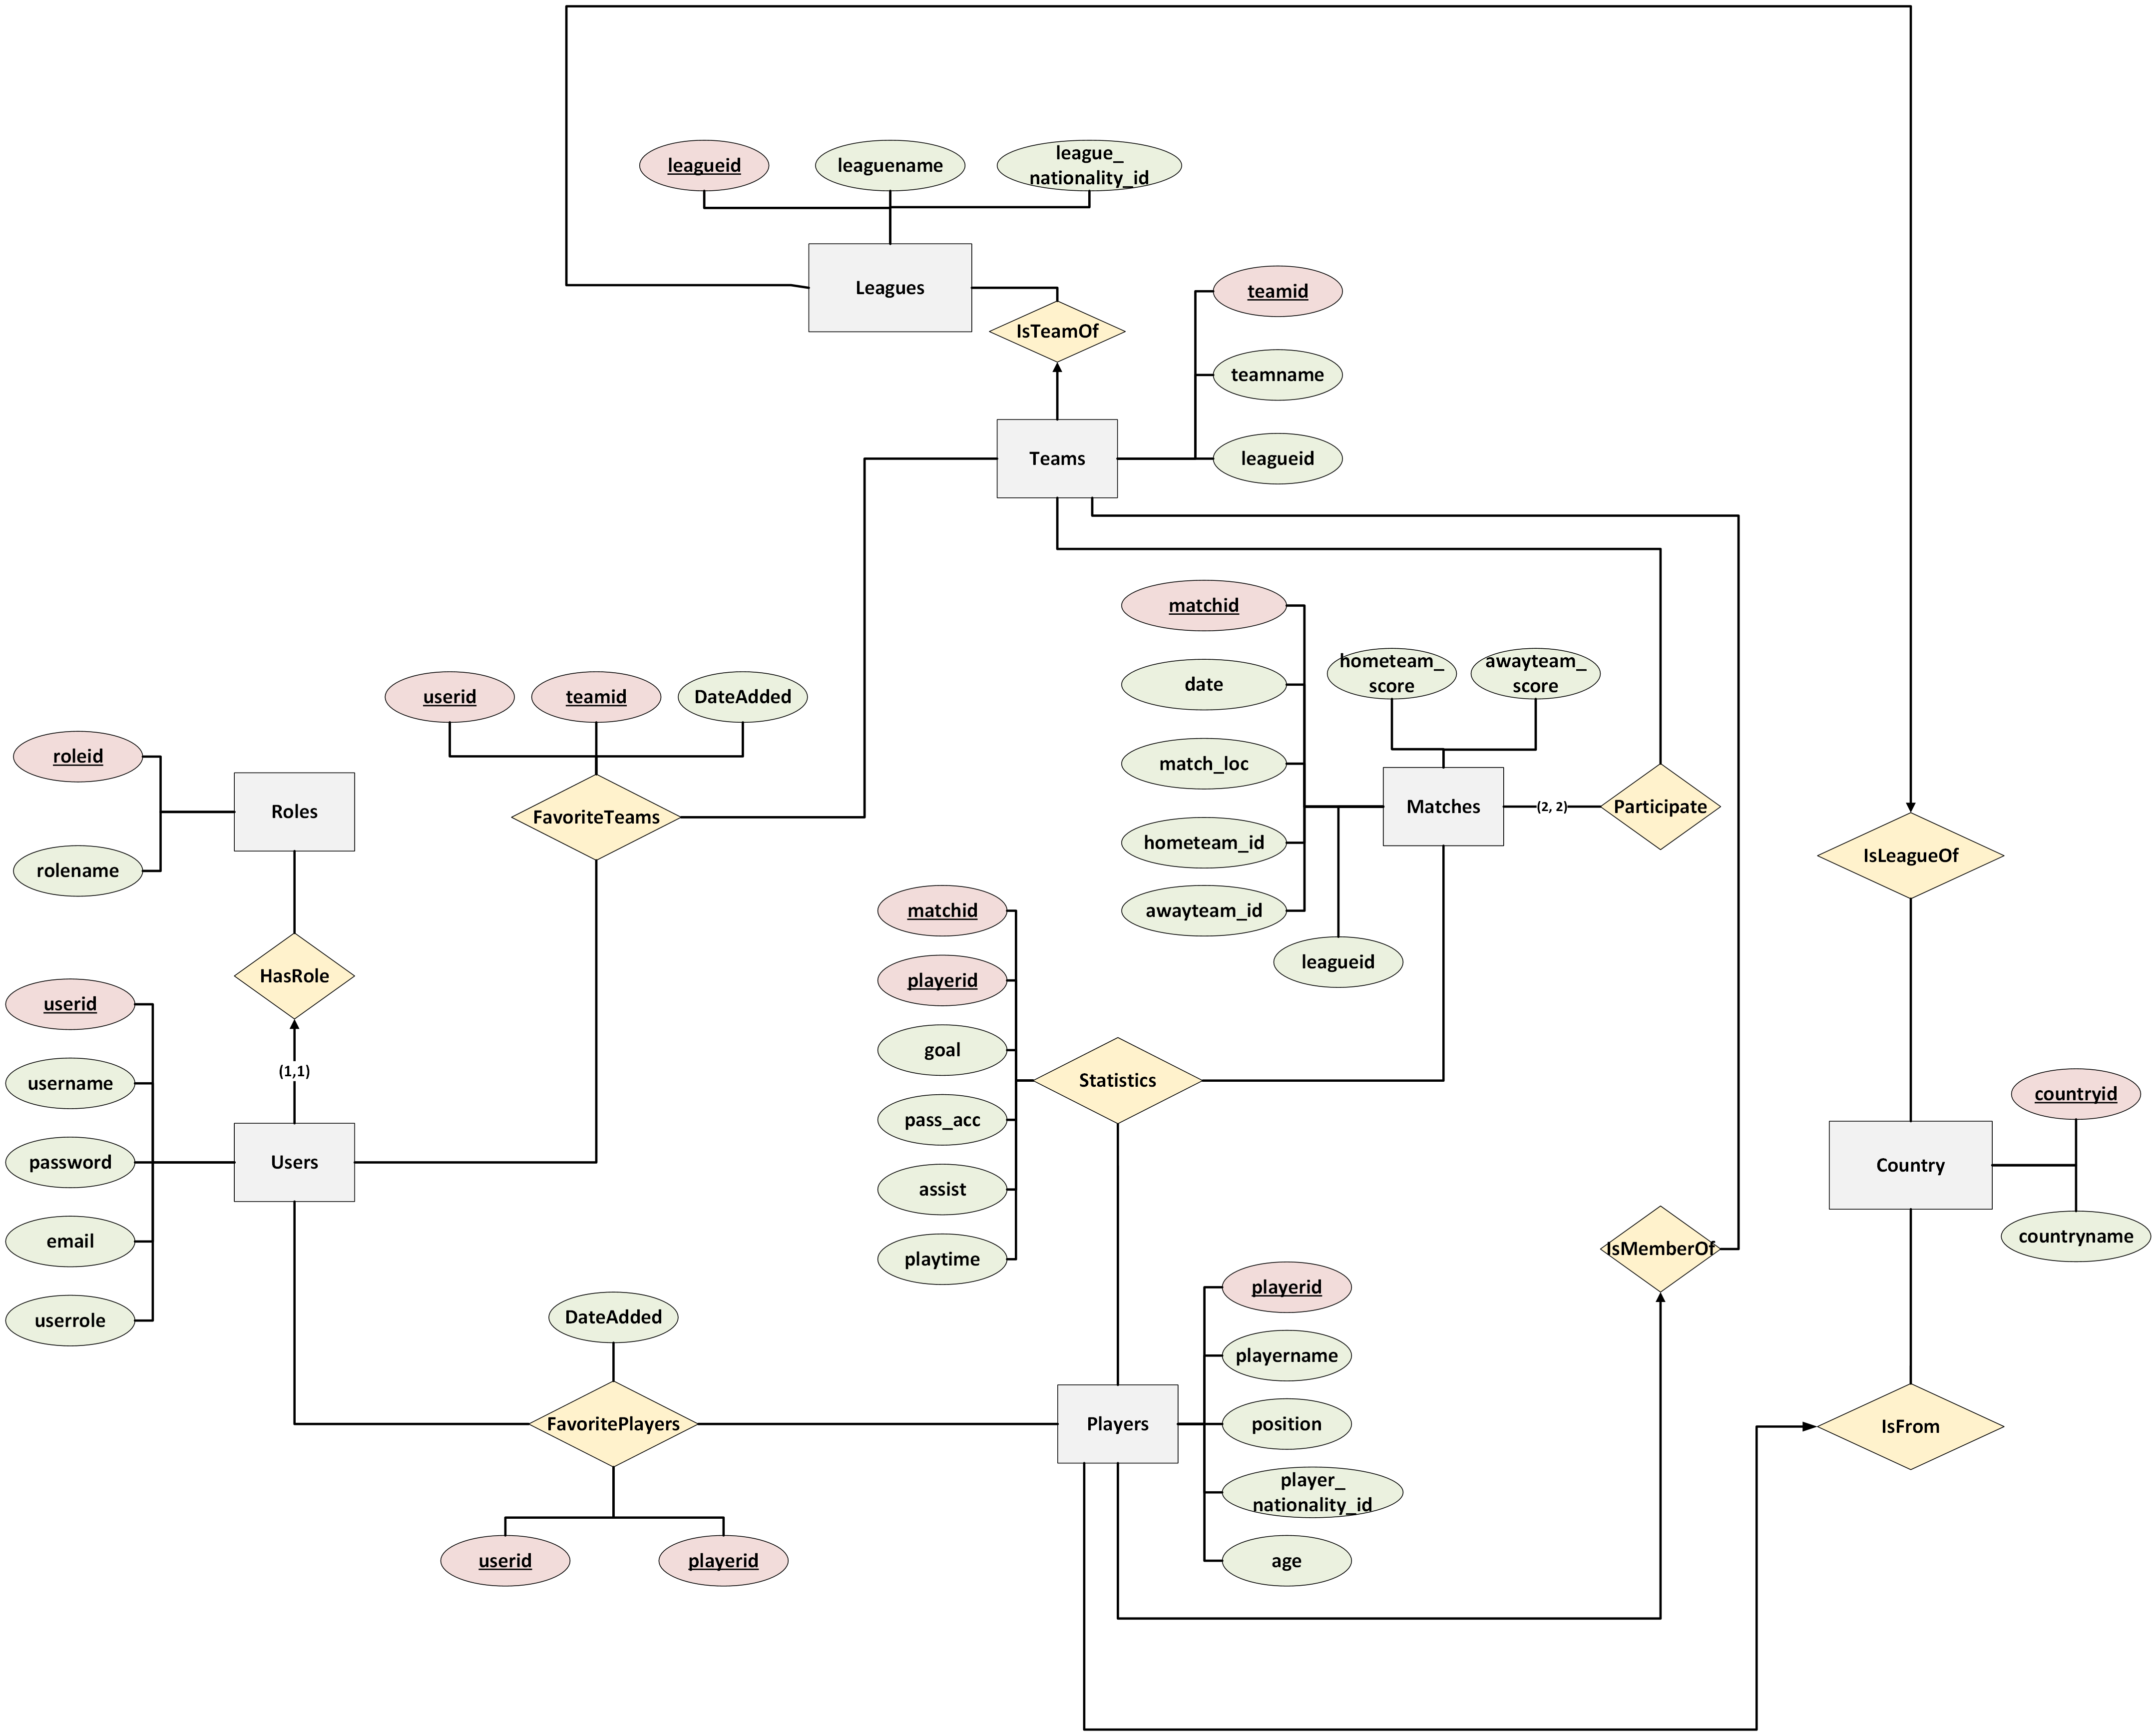 leagueid
leaguename
league_
nationality_id
Leagues
IsTeamOf
teamid
teamname
leagueid
Teams
matchid
date
match_loc
hometeam_id
awayteam_id
leagueid
hometeam_
score
awayteam_
score
Matches
(2, 2)
Participate
userid
teamid
DateAdded
FavoriteTeams
roleid
rolename
Roles
HasRole
(1,1)
userid
username
password
email
userrole
Users
matchid
playerid
goal
pass_acc
assist
playtime
Statistics
IsLeagueOf
countryid
Country
countryname
IsMemberOf
DateAdded
FavoritePlayers
userid
playerid
Players
playerid
playername
position
player_
nationality_id
age
IsFrom